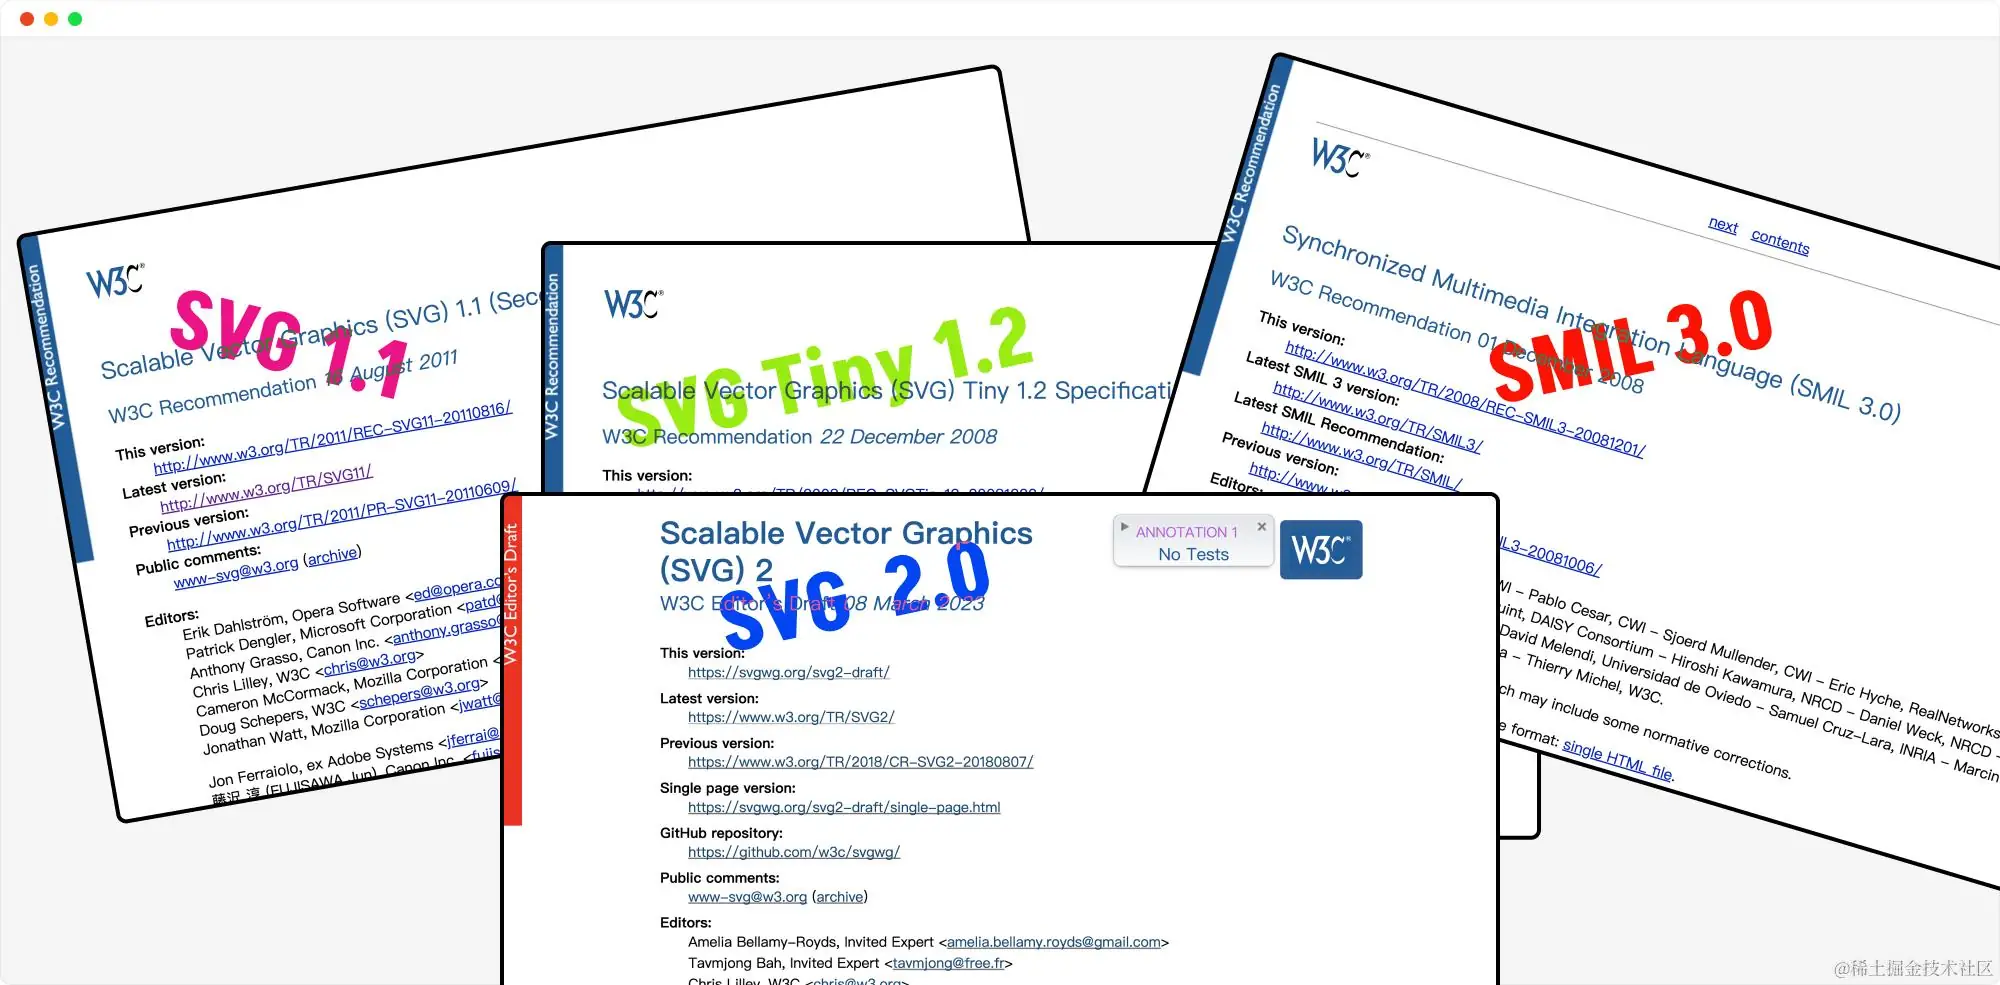 W3C Recommendation
W3C®
SVG 1.1
Scalable Vector Graphics (SVG) 1.1 (Seco
W3C Recommendation 16 August 2011
This version:
http://www.w3.org/TR/2011/REC-SVG11-20110816/
Latest version:
http://www.w3.org/TR/SVG11/
Previous version:
http://www.w3.org/TR/2011/PR-SVG11-20110609/
Public comments:
www-svg@w3.org (archive)
Editors:
Erik Dahlström, Opera Software <ed@opera.co
Patrick Dengler, Microsoft Corporation <patd
Anthony Grasso, Canon Inc. <anthony.grasso
Chris Lilley, W3C <chris@w3.org>
Cameron McCormack, Mozilla Corporation <
Doug Schepers, W3C <schepers@w3.org>
Jonathan Watt, Mozilla Corporation <jwatt@
Jon Ferraiolo, ex Adobe Systems <jferrai@
藤沢 淳 (FUJISAWA Jun), Canon Inc. <fujis
W3C Recommendation
W3C®
SVG Tiny 1.2
Scalable Vector Graphics (SVG) Tiny 1.2 Specificati
W3C Recommendation 22 December 2008
This version:
W3C Recommendation
W3C®
next contents
Synchronized Multimedia Integration Language (SMIL 3.0)
SMIL 3.0
W3C Recommendation 01 December 2008
This version:
http://www.w3.org/TR/2008/REC-SMIL3-20081201/
Latest SMIL 3 version:
http://www.w3.org/TR/SMIL3/
Latest SMIL Recommendation:
http://www.w3.org/TR/SMIL/
Previous version:
http://www.w
L3-20081006/
Editors:
WI – Pablo Cesar, CWI – Sjoerd Mullender, CWI – Eric Hyche, RealNetworks
uint, DAISY Consortium – Hiroshi Kawamura, NRCD – Daniel Weck, NRCD –
David Melendi, Universidad de Oviedo – Samuel Cruz-Lara, INRIA – Marcin
a – Thierry Michel, W3C.
ch may include some normative corrections.
e format: single HTML file.
W3C Editor's Draft
Scalable Vector Graphics
(SVG) 2
SVG 2.0
W3C Editor's Draft 08 March 2023
ANNOTATION 1
No Tests
W3C®
This version:
https://svgwg.org/svg2-draft/
Latest version:
https://www.w3.org/TR/SVG2/
Previous version:
https://www.w3.org/TR/2018/CR-SVG2-20180807/
Single page version:
https://svgwg.org/svg2-draft/single-page.html
GitHub repository:
https://github.com/w3c/svgwg/
Public comments:
www-svg@w3.org (archive)
Editors:
Amelia Bellamy-Royds, Invited Expert <amelia.bellamy.royds@gmail.com>
Tavmjong Bah, Invited Expert <tavmjong@free.fr>
Chris Lilley, W3C <chris@w3.org>
@稀土掘金技术社区